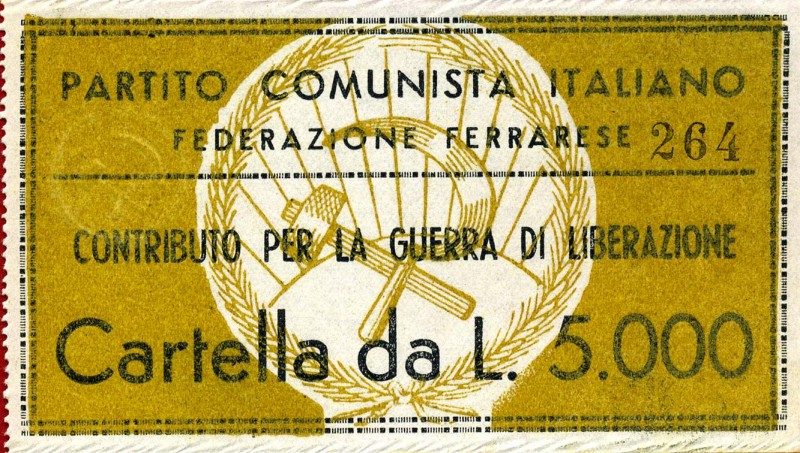 PARTITO COMUNISTA ITALIANO
FEDERAZIONE FERRARESE 264
CONTRIBUTO PER LA GUERRA DI LIBERAZIONE
Cartella da L. 5.000